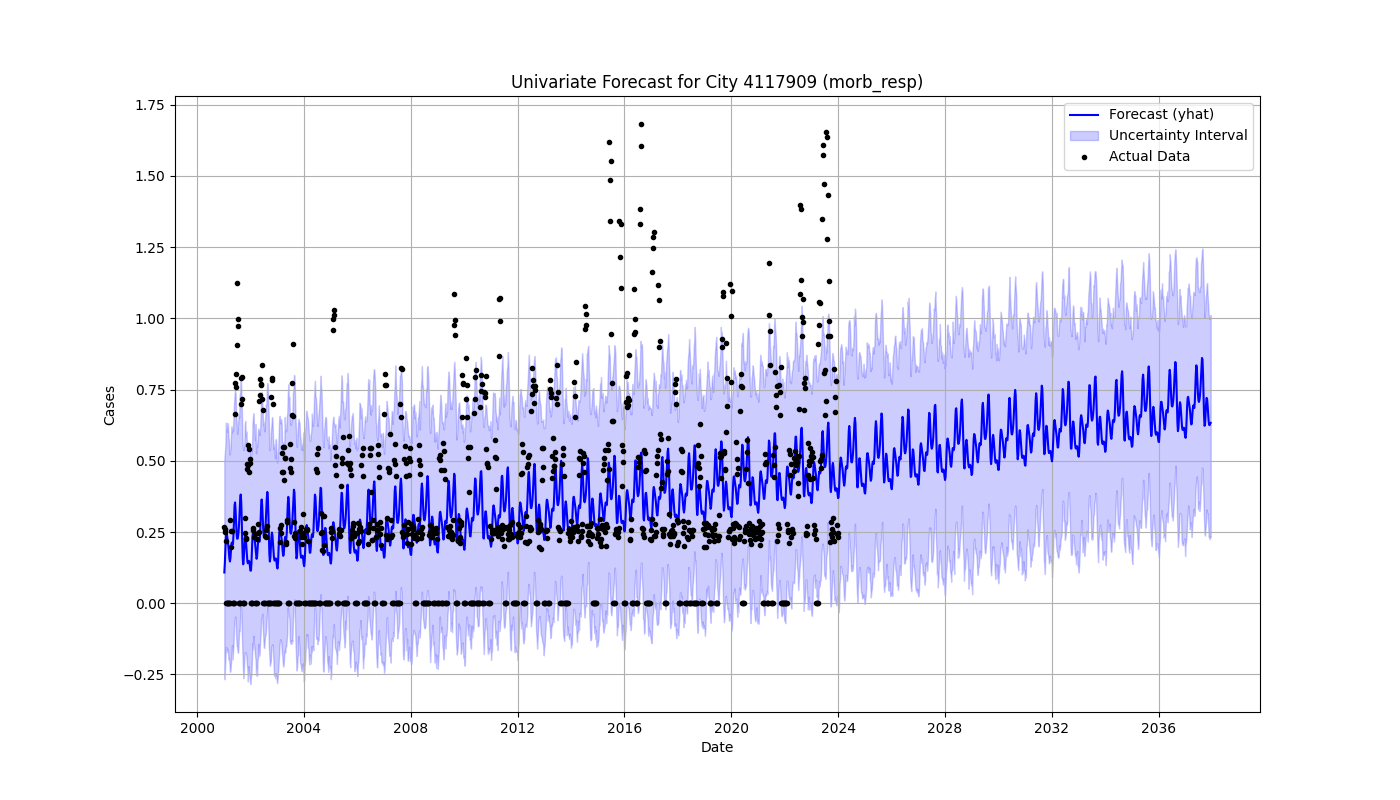 Univariate Forecast for City 4117909 (morb_resp)
Forecast (yhat)
Uncertainty Interval
Actual Data
Cases
1.75
1.50
1.25
1.00
0.75
0.50
0.25
0.00
−0.25
2000 2004 2008 2012 2016 2020 2024 2028 2032 2036
Date